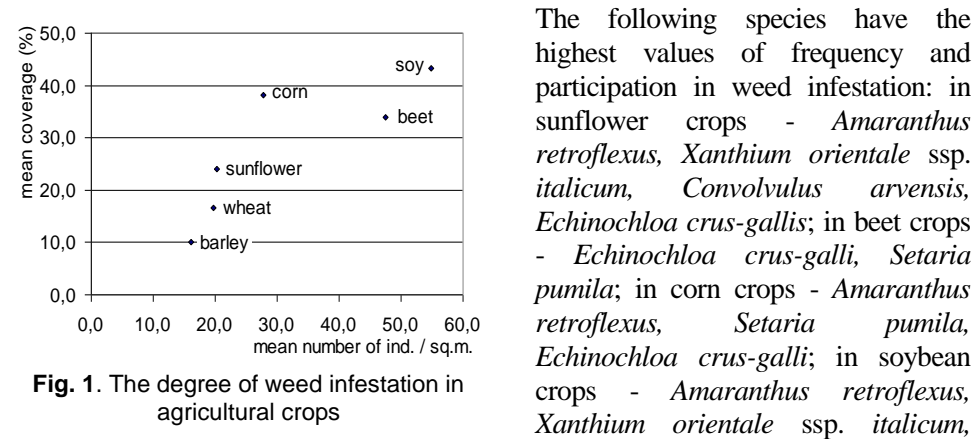 mean coverage (%)
50,0
40,0
30,0
20,0
10,0
0,0
soy
corn
beet
sunflower
wheat
barley
0,0 10,0 20,0 30,0 40,0 50,0 60,0
mean number of ind. / sq.m.
Fig. 1. The degree of weed infestation in
agricultural crops
The following species have the
highest values of frequency and
participation in weed infestation: in
sunflower crops - Amaranthus
retroflexus, Xanthium orientale ssp.
italicum, Convolvulus arvensis,
Echinochloa crus-gallis; in beet crops
- Echinochloa crus-galli, Setaria
pumila; in corn crops - Amaranthus
retroflexus, Setaria pumila,
Echinochloa crus-galli; in soybean
crops - Amaranthus retroflexus,
Xanthium orientale ssp. italicum,